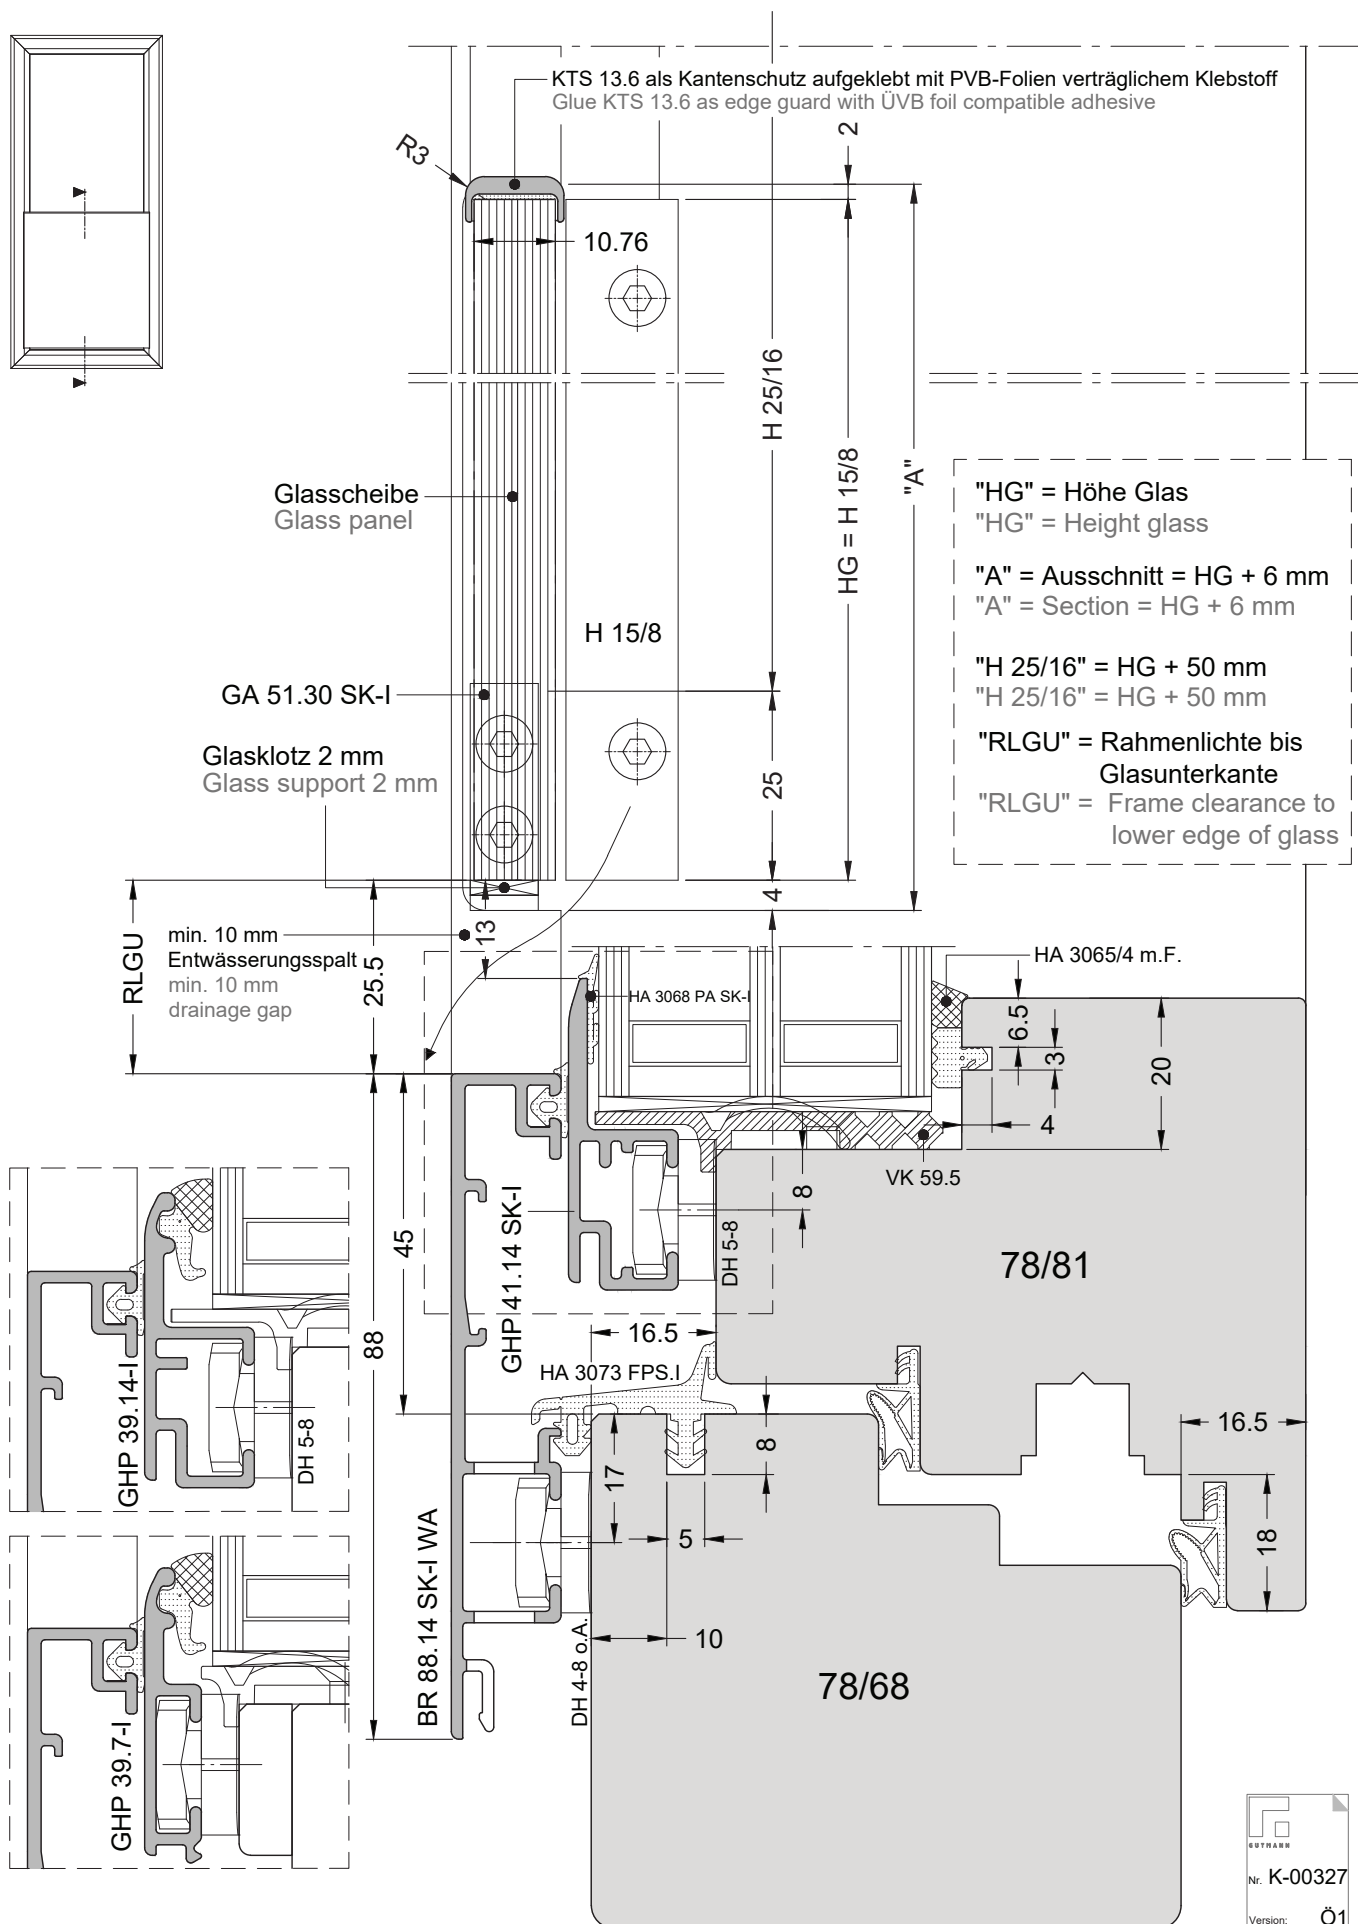 KTS 13.6 als Kantenschutz aufgeklebt mit PVB-Folien verträglichem Klebstoff
Glue KTS 13.6 as edge guard with ÜVB foil compatible adhesive
2
R3
10.76
H 25/16
HG = H 15/8
"A"
Glasscheibe
Glass panel
"HG" = Höhe Glas
"HG" = Height glass
"A" = Ausschnitt = HG + 6 mm
"A" = Section = HG + 6 mm
"H 25/16" = HG + 50 mm
"H 25/16" = HG + 50 mm
"RLGU" = Rahmenlichte bis
Glasunterkante
"RLGU" = Frame clearance to
lower edge of glass
H 15/8
GA 51.30 SK-I
Glasklotz 2 mm
Glass support 2 mm
25
4
RLGU
min. 10 mm
Entwässerungsspalt
min. 10 mm
drainage gap
25.5
13
HA 3068 PA SK-I
HA 3065/4 m.F.
6.5
3
20
4
VK 59.5
8
45
88
GHP 41.14 SK-I
DH 5-8
78/81
16.5
HA 3073 FPS.I
8
17
5
16.5
18
10
BR 88.14 SK-I WA
DH 4-8 o.A.
78/68
GHP 39.14-I
DH 5-8
GHP 39.7-I
GUTMANN
Nr. K-00327
Version: Ö1